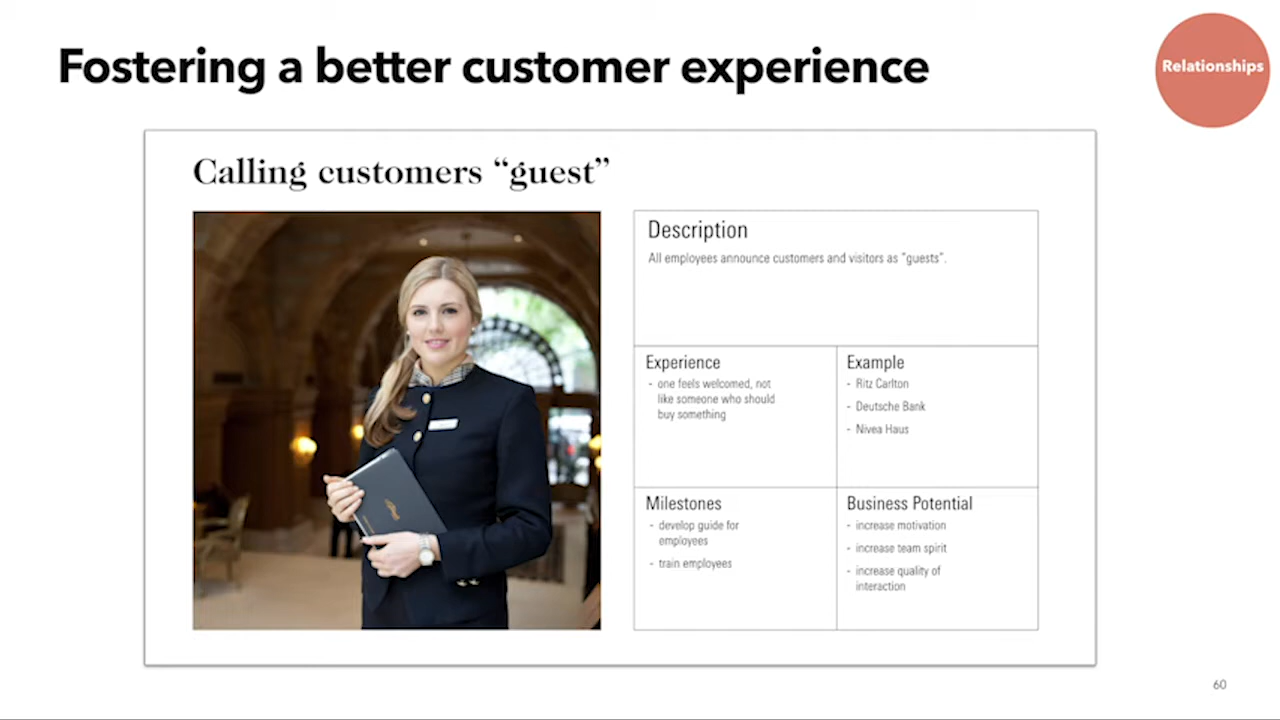 Fostering a better customer experience
Relationships
Calling customers “guest”
Description
All employees announce customers and visitors as "guests".
Experience
- one feels welcomed, not
like someone who should
buy something
Example
- Ritz Carlton
- Deutsche Bank
- Nivea Haus
Milestones
- develop guide for
employees
- train employees
Business Potential
- increase motivation
- increase team spirit
- increase quality of
interaction
60